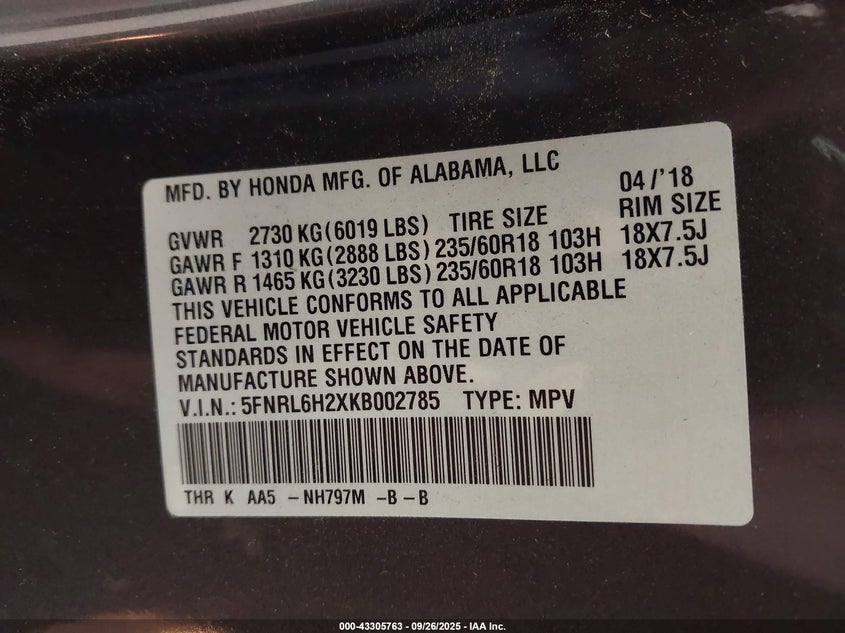 MFD. BY HONDA MFG. OF ALABAMA, LLC 04/'18
GVWR 2730 KG (6019 LBS) TIRE SIZE RIM SIZE
GAWR F 1310 KG (2888 LBS) 235/60R18 103H 18X7.5J
GAWR R 1465 KG (3230 LBS) 235/60R18 103H 18X7.5J
THIS VEHICLE CONFORMS TO ALL APPLICABLE
FEDERAL MOTOR VEHICLE SAFETY
STANDARDS IN EFFECT ON THE DATE OF
MANUFACTURE SHOWN ABOVE.
V.I.N.: 5FNRL6H2XKB002785 TYPE: MPV
THR K AA5 – NH797M – B – B
000-43305763 - 09/26/2025 - IAA Inc.